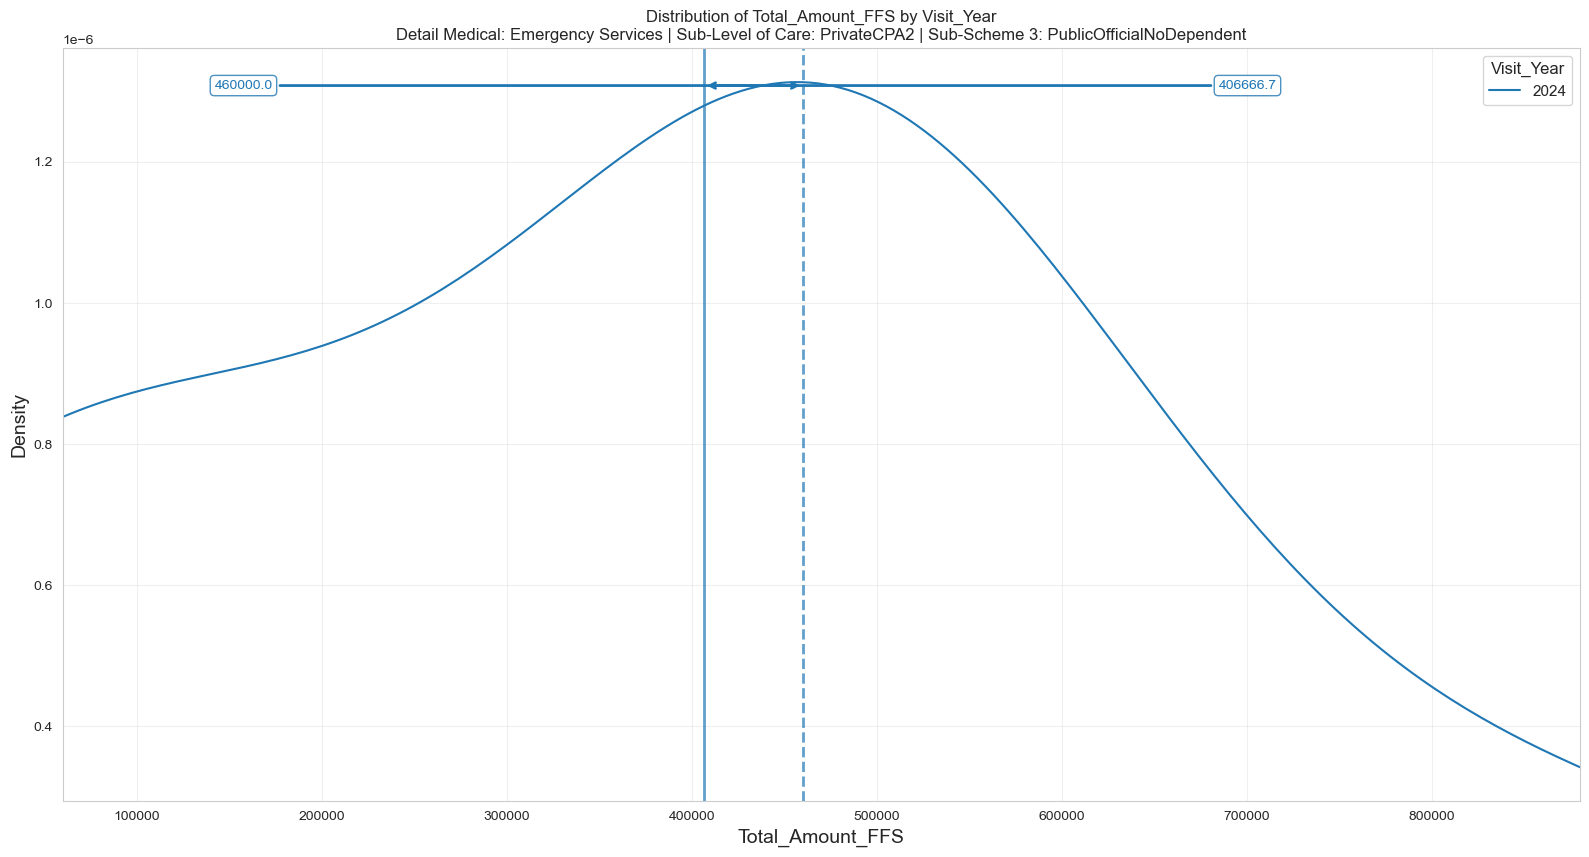 Distribution of Total_Amount_FFS by Visit_Year
Detail Medical: Emergency Services | Sub-Level of Care: PrivateCPA2 | Sub-Scheme 3: PublicOfficialNoDependent
1e−6
460000.0
406666.7
Visit_Year
2024
1.2
1.0
0.8
0.6
0.4
Density
100000
200000
300000
400000
500000
600000
700000
800000
Total_Amount_FFS